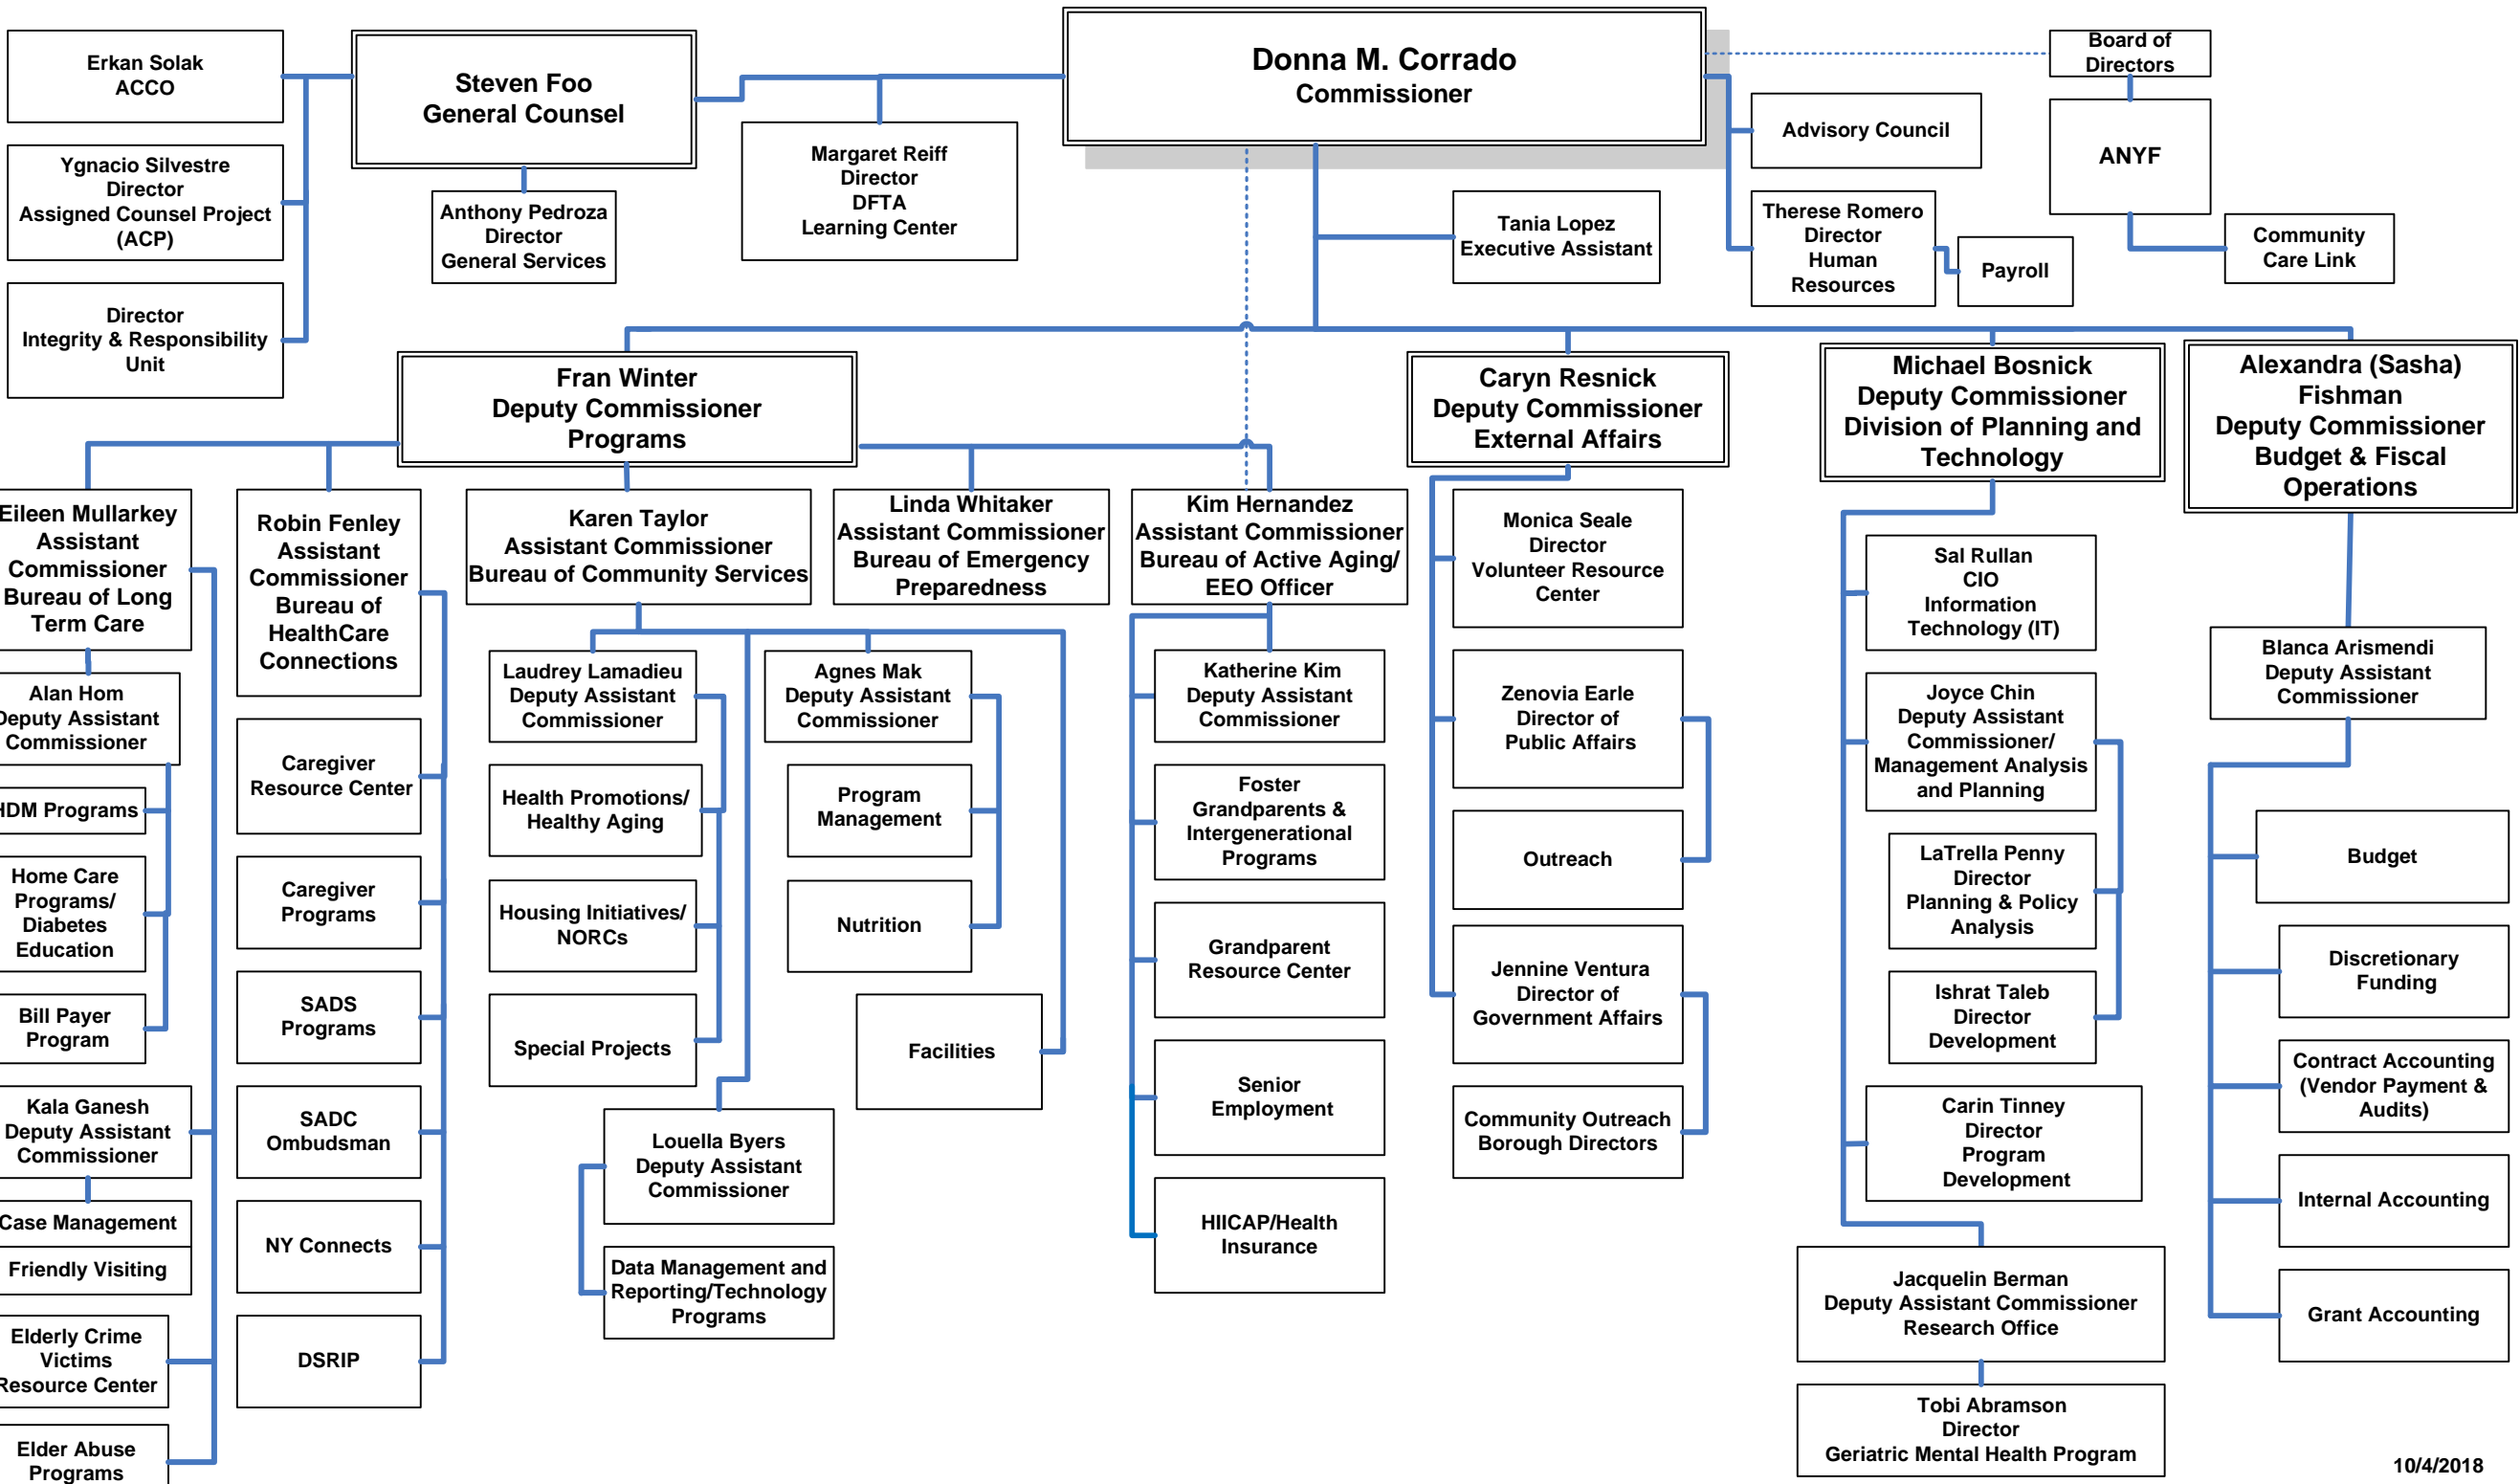 Donna M. Corrado
Commissioner
Board of
Directors
Erkan Solak
ACCO
Steven Foo
General Counsel
Advisory Council
ANYF
Margaret Reiff
Director
DFTA
Learning Center
Ygnacio Silvestre
Director
Assigned Counsel Project
(ACP)
Anthony Pedroza
Director
General Services
Tania Lopez
Executive Assistant
Therese Romero
Director
Human
Resources
Payroll
Community
Care Link
Director
Integrity & Responsibility
Unit
Fran Winter
Deputy Commissioner
Programs
Caryn Resnick
Deputy Commissioner
External Affairs
Michael Bosnick
Deputy Commissioner
Division of Planning and
Technology
Alexandra (Sasha)
Fishman
Deputy Commissioner
Budget & Fiscal
Operations
Eileen Mullarkey
Assistant
Commissioner
Bureau of Long
Term Care
Robin Fenley
Assistant
Commissioner
Bureau of
HealthCare
Connections
Karen Taylor
Assistant Commissioner
Bureau of Community Services
Linda Whitaker
Assistant Commissioner
Bureau of Emergency
Preparedness
Kim Hernandez
Assistant Commissioner
Bureau of Active Aging/
EEO Officer
Alan Hom
Deputy Assistant
Commissioner
HDM Programs
Home Care
Programs/
Diabetes
Education
Bill Payer
Program
Kala Ganesh
Deputy Assistant
Commissioner
Case Management
Friendly Visiting
Elderly Crime
Victims
Resource Center
Elder Abuse
Programs
Caregiver
Resource Center
Caregiver
Programs
SADS
Programs
SADC
Ombudsman
NY Connects
DSRIP
Laudrey Lamadieu
Deputy Assistant
Commissioner
Health Promotions/
Healthy Aging
Housing Initiatives/
NORCs
Special Projects
Agnes Mak
Deputy Assistant
Commissioner
Program
Management
Nutrition
Facilities
Louella Byers
Deputy Assistant
Commissioner
Data Management and
Reporting/Technology
Programs
Katherine Kim
Deputy Assistant
Commissioner
Foster
Grandparents &
Intergenerational
Programs
Grandparent
Resource Center
Senior
Employment
HIICAP/Health
Insurance
Monica Seale
Director
Volunteer Resource
Center
Zenovia Earle
Director of
Public Affairs
Outreach
Jennine Ventura
Director of
Government Affairs
Community Outreach
Borough Directors
Sal Rullan
CIO
Information
Technology (IT)
Joyce Chin
Deputy Assistant
Commissioner/
Management Analysis
and Planning
LaTrella Penny
Director
Planning & Policy
Analysis
Ishrat Taleb
Director
Development
Carin Tinney
Director
Program
Development
Jacquelin Berman
Deputy Assistant Commissioner
Research Office
Tobi Abramson
Director
Geriatric Mental Health Program
Blanca Arismendi
Deputy Assistant
Commissioner
Budget
Discretionary
Funding
Contract Accounting
(Vendor Payment &
Audits)
Internal Accounting
Grant Accounting
10/4/2018